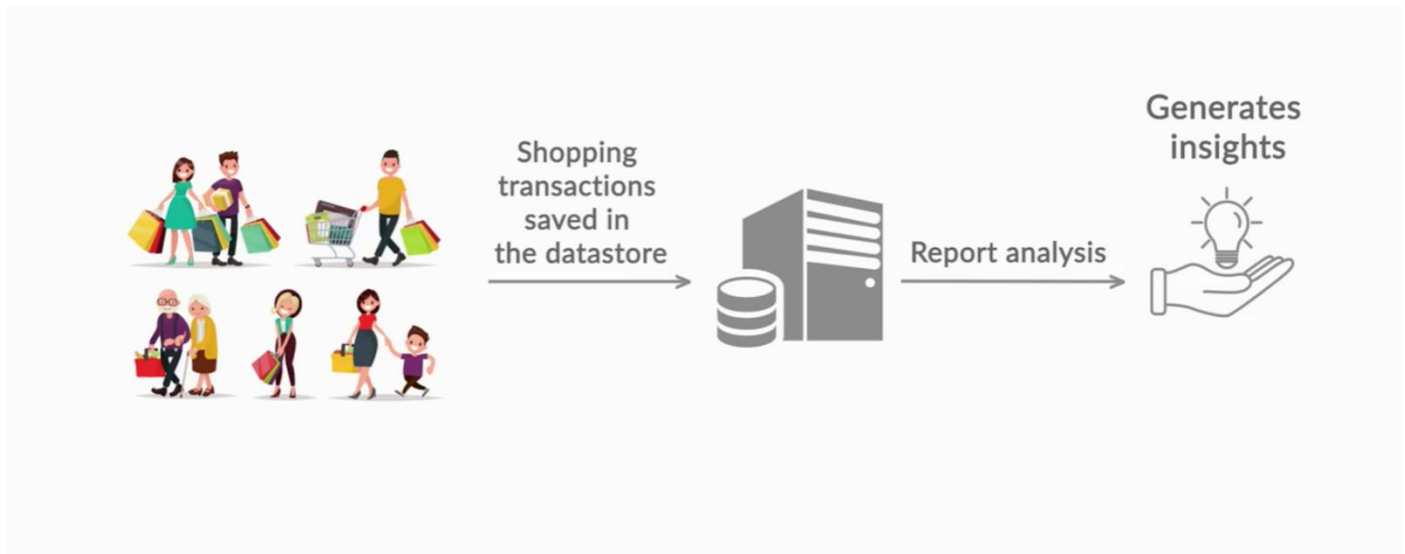 Shopping
transactions
saved in
the datastore
Report analysis
Generates
insights